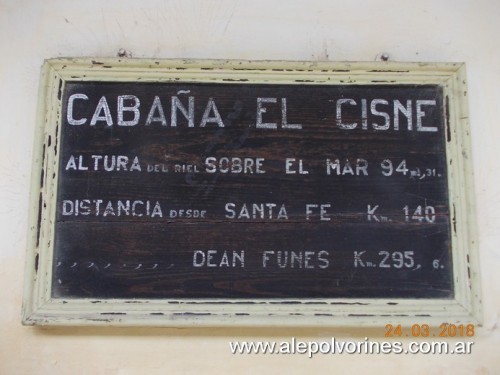 CABAÑA EL CISNE
ALTURA DEL RIEL SOBRE EL MAR 94 M,31.
DISTANCIA DESDE SANTA FE KM. 140
,, ,, ,, ,, DEAN FUNES KM. 295,6.
24.03.2018
www.alepolvorines.com.ar